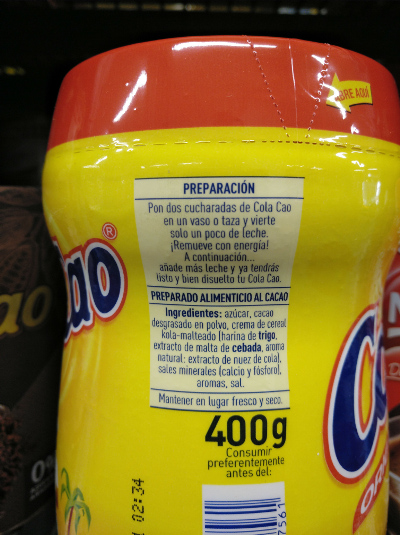 ABRE AQUÍ
PREPARACIÓN
Pon dos cucharadas de Cola Cao
en un vaso o taza y vierte
solo un poco de leche.
¡Remueve con energía!
A continuación...
añade más leche y ya tendrás
listo y bien disuelto tu Cola Cao.
PREPARADO ALIMENTICIO AL CACAO
Ingredientes: azúcar, cacao
desgrasado en polvo, crema de cereal
kola-malteado (harina de trigo,
extracto de malta de cebada, aroma
natural: extracto de nuez de cola),
sales minerales (calcio y fósforo),
aromas, sal.
Mantener en lugar fresco y seco.
400g
Consumir
preferentemente
antes del:
02:34
7561
Cao®
ao
0%